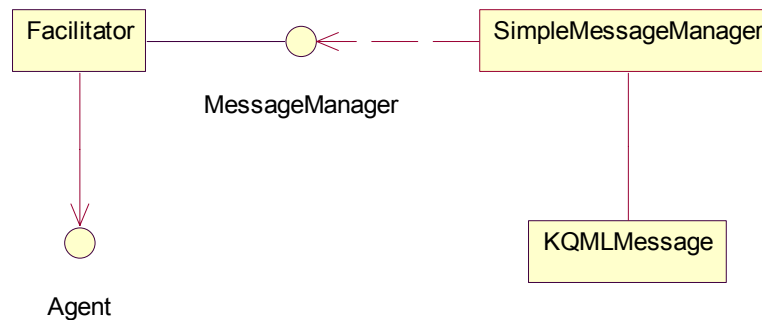 Facilitator
SimpleMessageManager
MessageManager
KQMLMessage
Agent